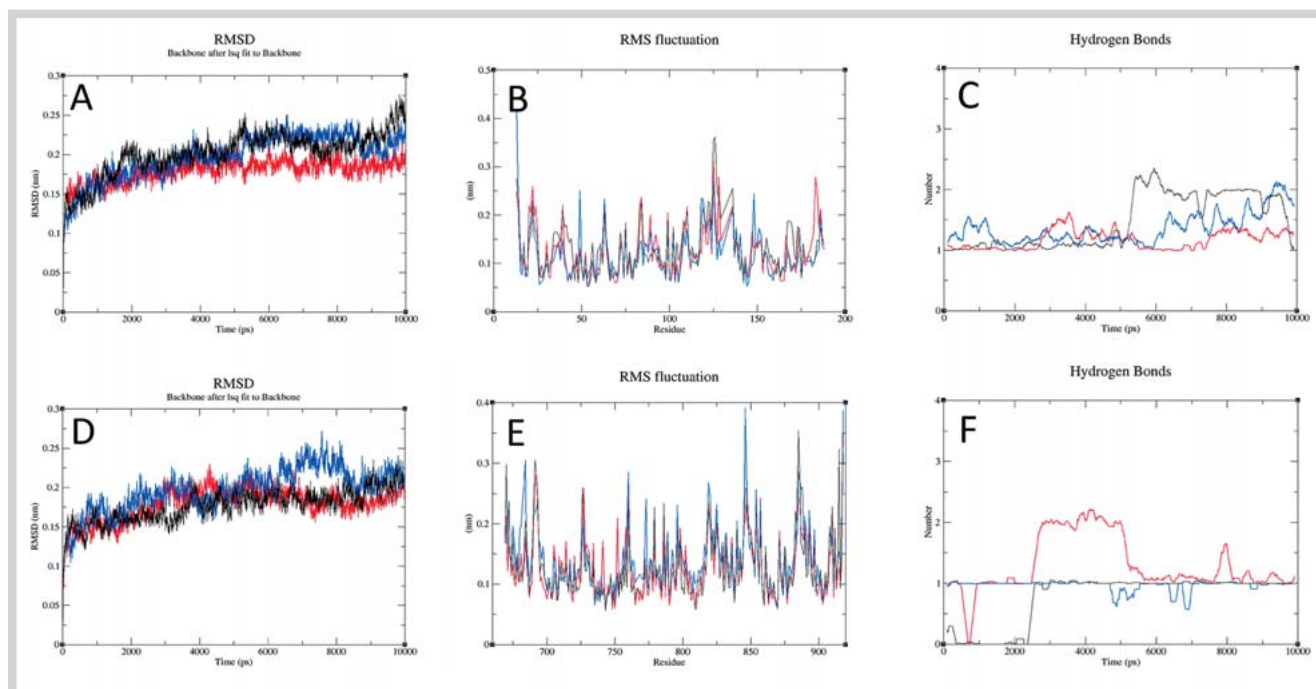 RMSD
Backbone after lsq fit to Backbone
A
0.3
0.25
0.2
0.15
0.1
0.05
0
RMSD (nm)
0 2000 4000 6000 8000 10000
Time (ps)
RMS fluctuation
B
0.5
0.4
0.3
0.2
0.1
0
(nm)
50 100 150 200
Residue
Hydrogen Bonds
C
4
3
2
1
0
Number
0 2000 4000 6000 8000 10000
Time (ps)
RMSD
Backbone after lsq fit to Backbone
D
0.3
0.25
0.2
0.15
0.1
0.05
0
RMSD (nm)
0 2000 4000 6000 8000 10000
Time (ps)
RMS fluctuation
E
0.4
0.3
0.2
0.1
0
(nm)
700 750 800 850 900
Residue
Hydrogen Bonds
F
4
3
2
1
0
Number
0 2000 4000 6000 8000 10000
Time (ps)